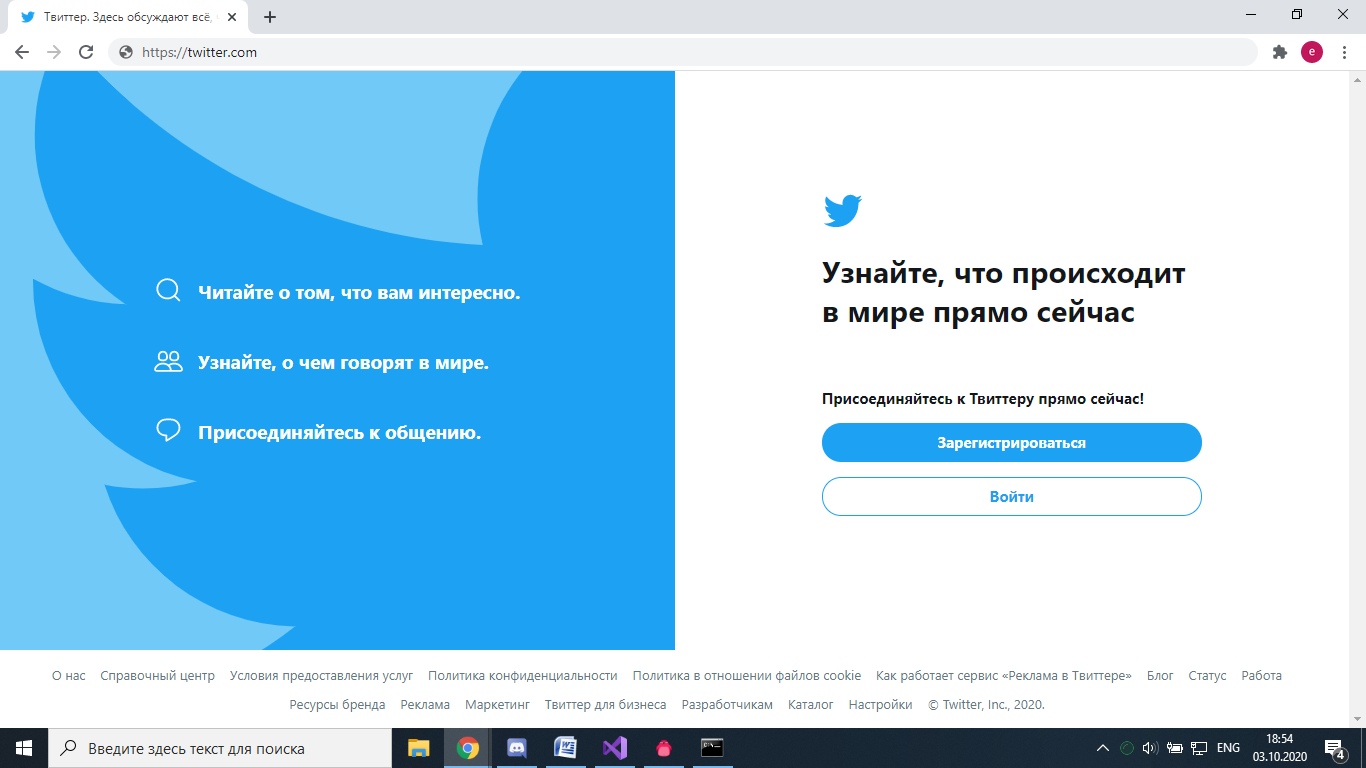 Твиттер. Здесь обсуждают всё,
https://twitter.com
e
Читайте о том, что вам интересно.
Узнайте, о чем говорят в мире.
Присоединяйтесь к общению.
Узнайте, что происходит
в мире прямо сейчас
Присоединяйтесь к Твиттеру прямо сейчас!
Зарегистрироваться
Войти
О нас Справочный центр Условия предоставления услуг Политика конфиденциальности Политика в отношении файлов cookie Как работает сервис «Реклама в Твиттере» Блог Статус Работа
Ресурсы бренда Реклама Маркетинг Твиттер для бизнеса Разработчикам Каталог Настройки © Twitter, Inc., 2020.
Введите здесь текст для поиска
ENG
18:54
03.10.2020
4